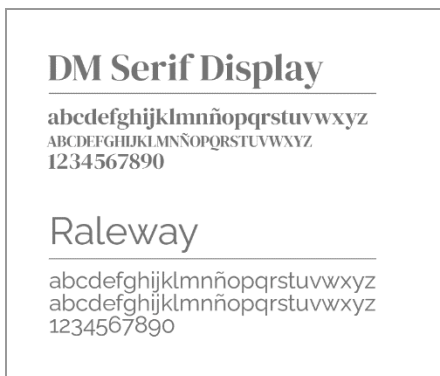 DM Serif Display
abcdefghijklmnñopqrstuvwxyz
ABCDEFGHIJKLMNÑOPQRSTUVWXYZ
1234567890
Raleway
abcdefghijklmnñopqrstuvwxyz
abcdefghijklmnñopqrstuvwxyz
1234567890